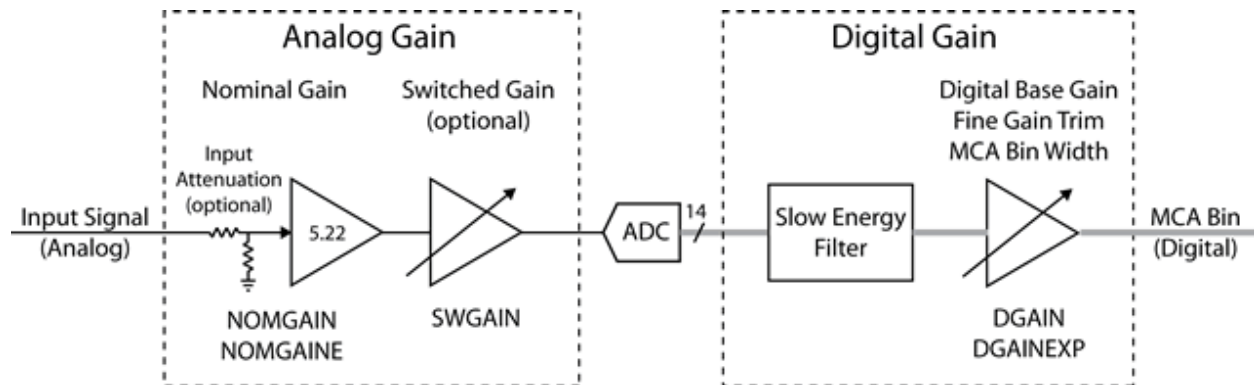 Analog Gain
Digital Gain
Nominal Gain
Switched Gain
(optional)
Digital Base Gain
Fine Gain Trim
MCA Bin Width
Input
Attenuation
(optional)
Input Signal
(Analog)
5.22
ADC
14
Slow Energy
Filter
MCA Bin
(Digital)
NOMGAIN
NOMGAINE
SWGAIN
DGAIN
DGAINEXP